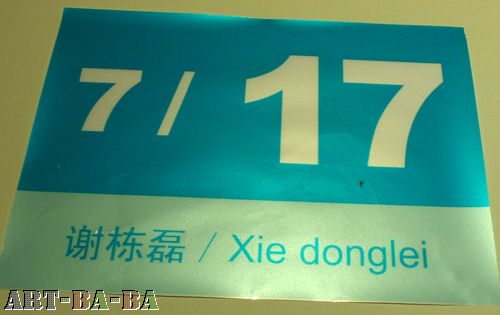 7 / 17
谢栋磊 / Xie donglei
ART-BA-BA